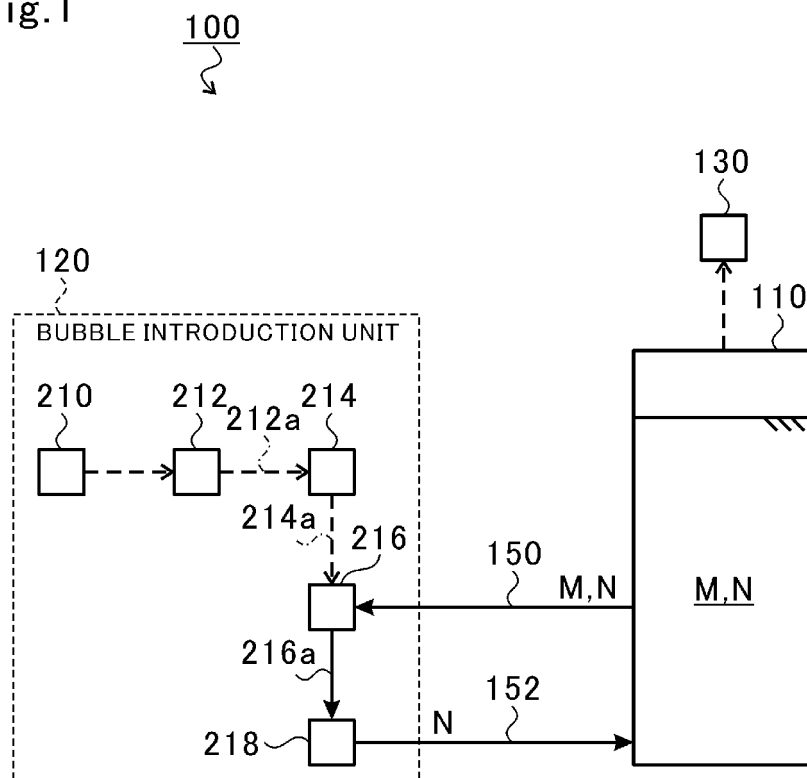 ig.1
100
130
120
110
BUBBLE INTRODUCTION UNIT
210
212
214
212a
214a
216
150
M,N
M,N
216a
152
N
218